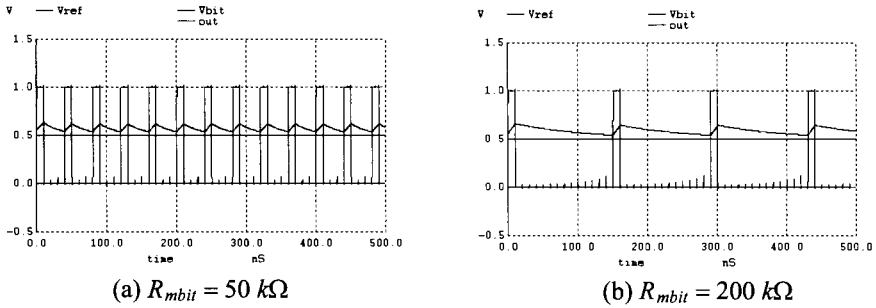 V Vref Vbit
out
1.5
1.0
0.5
0.0
-0.5
0.0 100.0 200.0 300.0 400.0 500.0
time nS
(a) R_mbit = 50 kΩ
V Vref Vbit
out
1.5
1.0
0.5
0.0
-0.5
0.0 100 0 200.0 300.0 400 0 500.0
time nS
(b) R_mbit = 200 kΩ